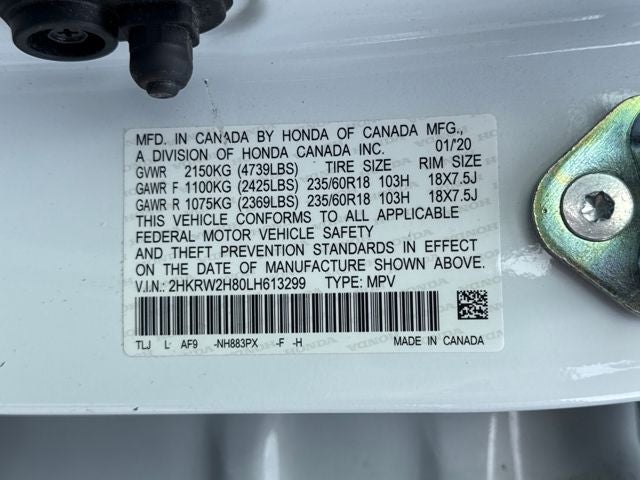 MFD. IN CANADA BY HONDA OF CANADA MFG.,
A DIVISION OF HONDA CANADA INC. 01/'20
GVWR 2150KG (4739LBS) TIRE SIZE RIM SIZE
GAWR F 1100KG (2425LBS) 235/60R18 103H 18X7.5J
GAWR R 1075KG (2369LBS) 235/60R18 103H 18X7.5J
THIS VEHICLE CONFORMS TO ALL APPLICABLE
FEDERAL MOTOR VEHICLE SAFETY
AND THEFT PREVENTION STANDARDS IN EFFECT
ON THE DATE OF MANUFACTURE SHOWN ABOVE.
V.I.N.: 2HKRW2H80LH613299 TYPE: MPV
TLJ L- AF9 -NH883PX -F -H MADE IN CANADA